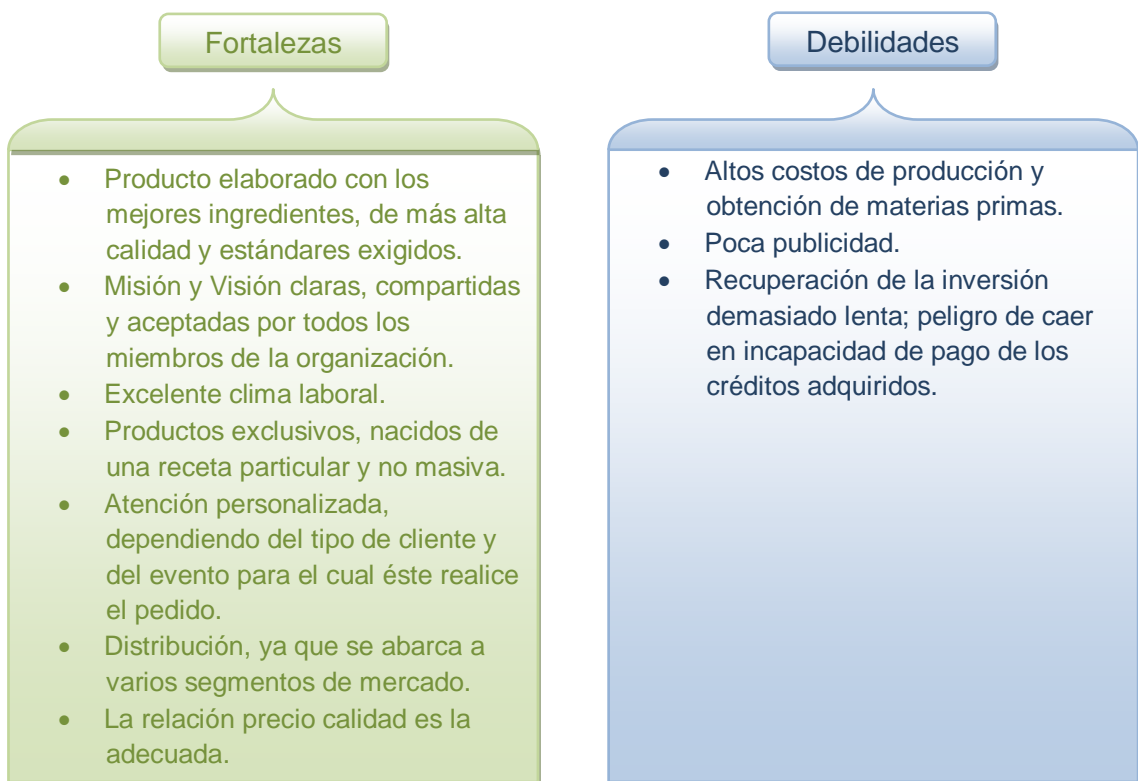 Fortalezas
• Producto elaborado con los
mejores ingredientes, de más alta
calidad y estándares exigidos.
• Misión y Visión claras, compartidas
y aceptadas por todos los
miembros de la organización.
• Excelente clima laboral.
• Productos exclusivos, nacidos de
una receta particular y no masiva.
• Atención personalizada,
dependiendo del tipo de cliente y
del evento para el cual éste realice
el pedido.
• Distribución, ya que se abarca a
varios segmentos de mercado.
• La relación precio calidad es la
adecuada.
Debilidades
• Altos costos de producción y
obtención de materias primas.
• Poca publicidad.
• Recuperación de la inversión
demasiado lenta; peligro de caer
en incapacidad de pago de los
créditos adquiridos.